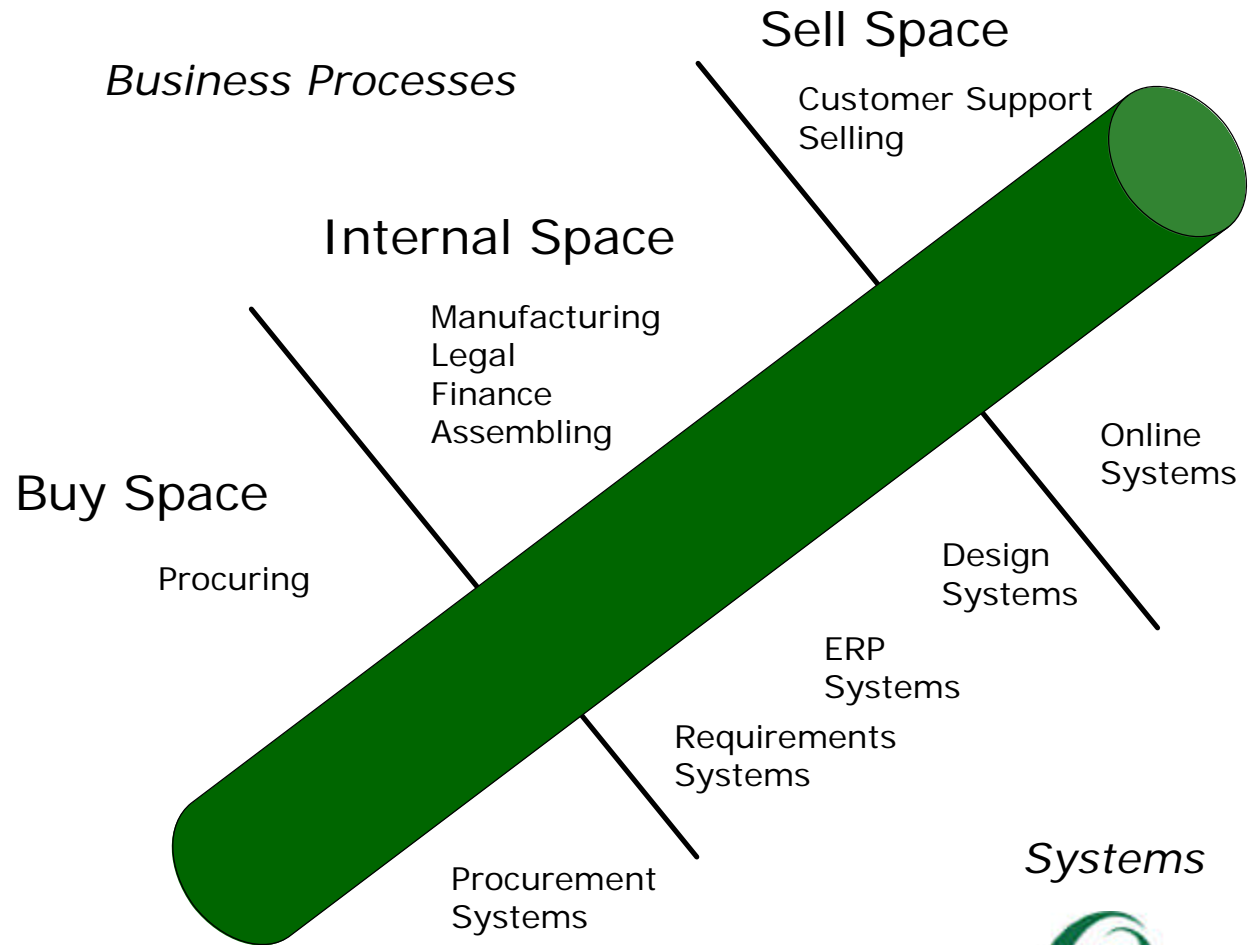 Sell Space
Business Processes
Customer Support
Selling
Internal Space
Manufacturing
Legal
Finance
Assembling
Buy Space
Procuring
Online
Systems
Design
Systems
ERP
Systems
Requirements
Systems
Procurement
Systems
Systems